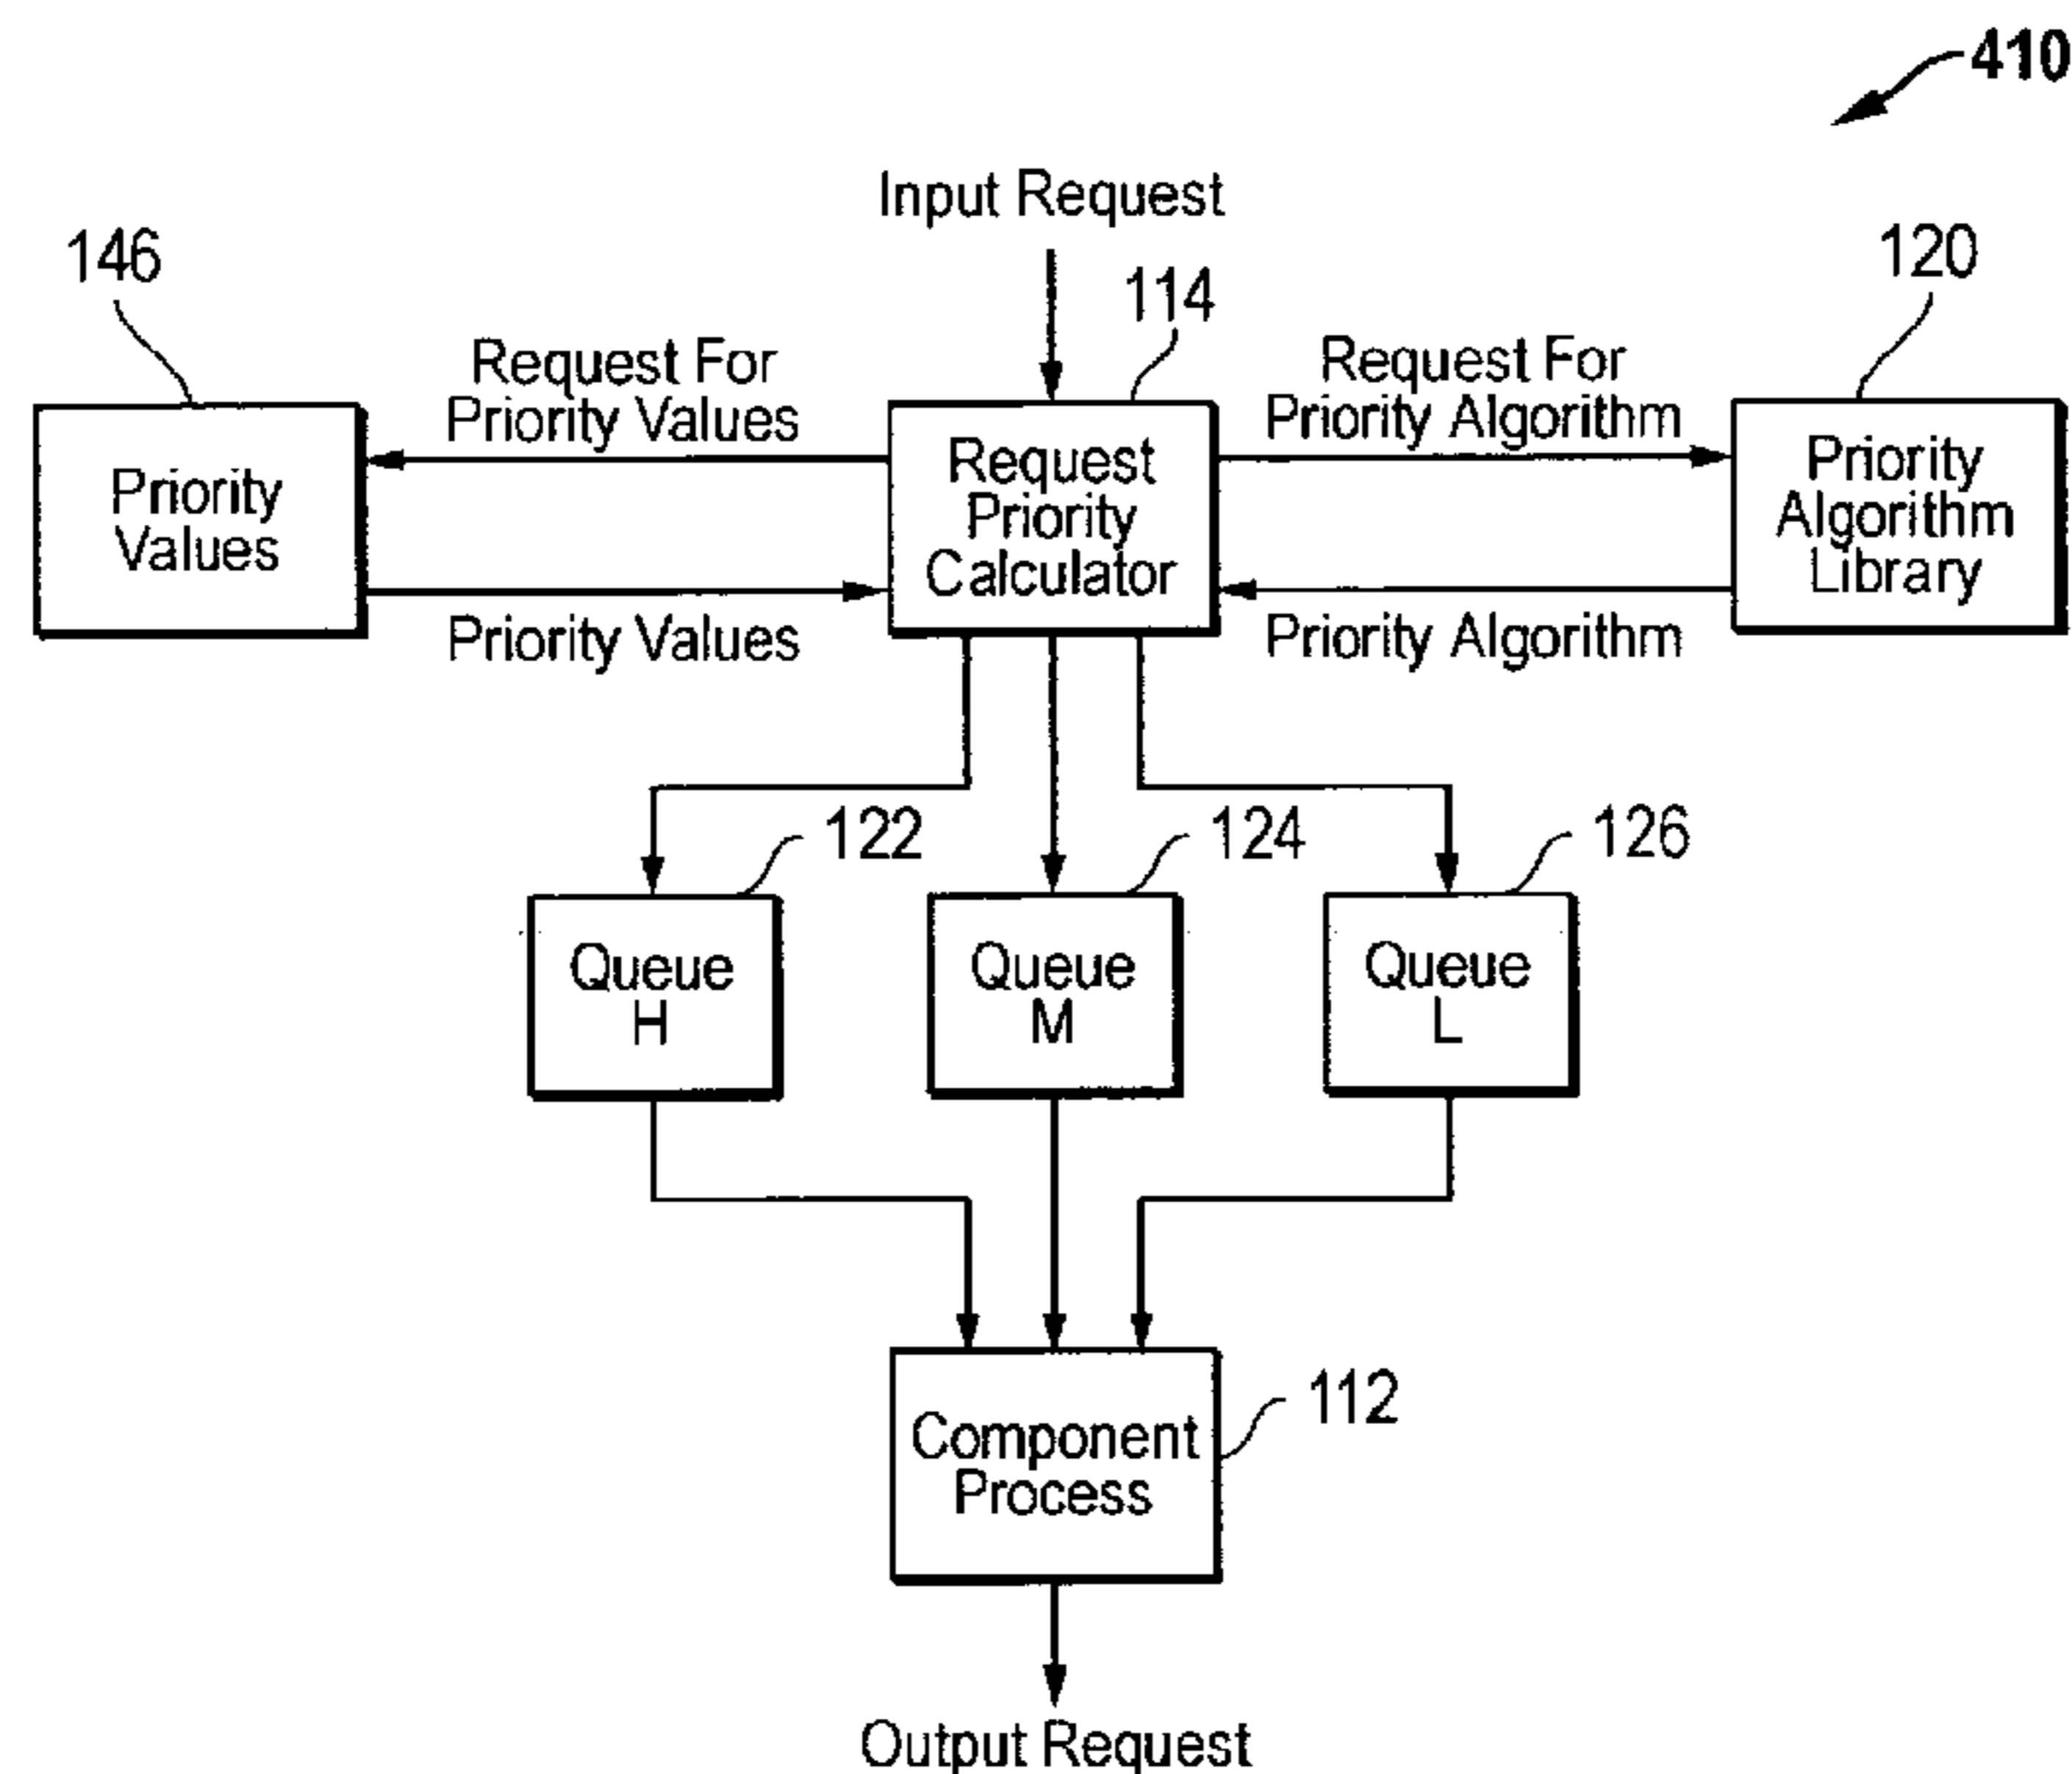 410
Input Request
146
114
120
Request For
Priority Values
Request For
Priority Algorithm
Priority
Values
Request
Priority
Calculator
Priority
Algorithm
Library
Priority Values
Priority Algorithm
122
124
126
Queue
H
Queue
M
Queue
L
112
Component
Process
Output Request